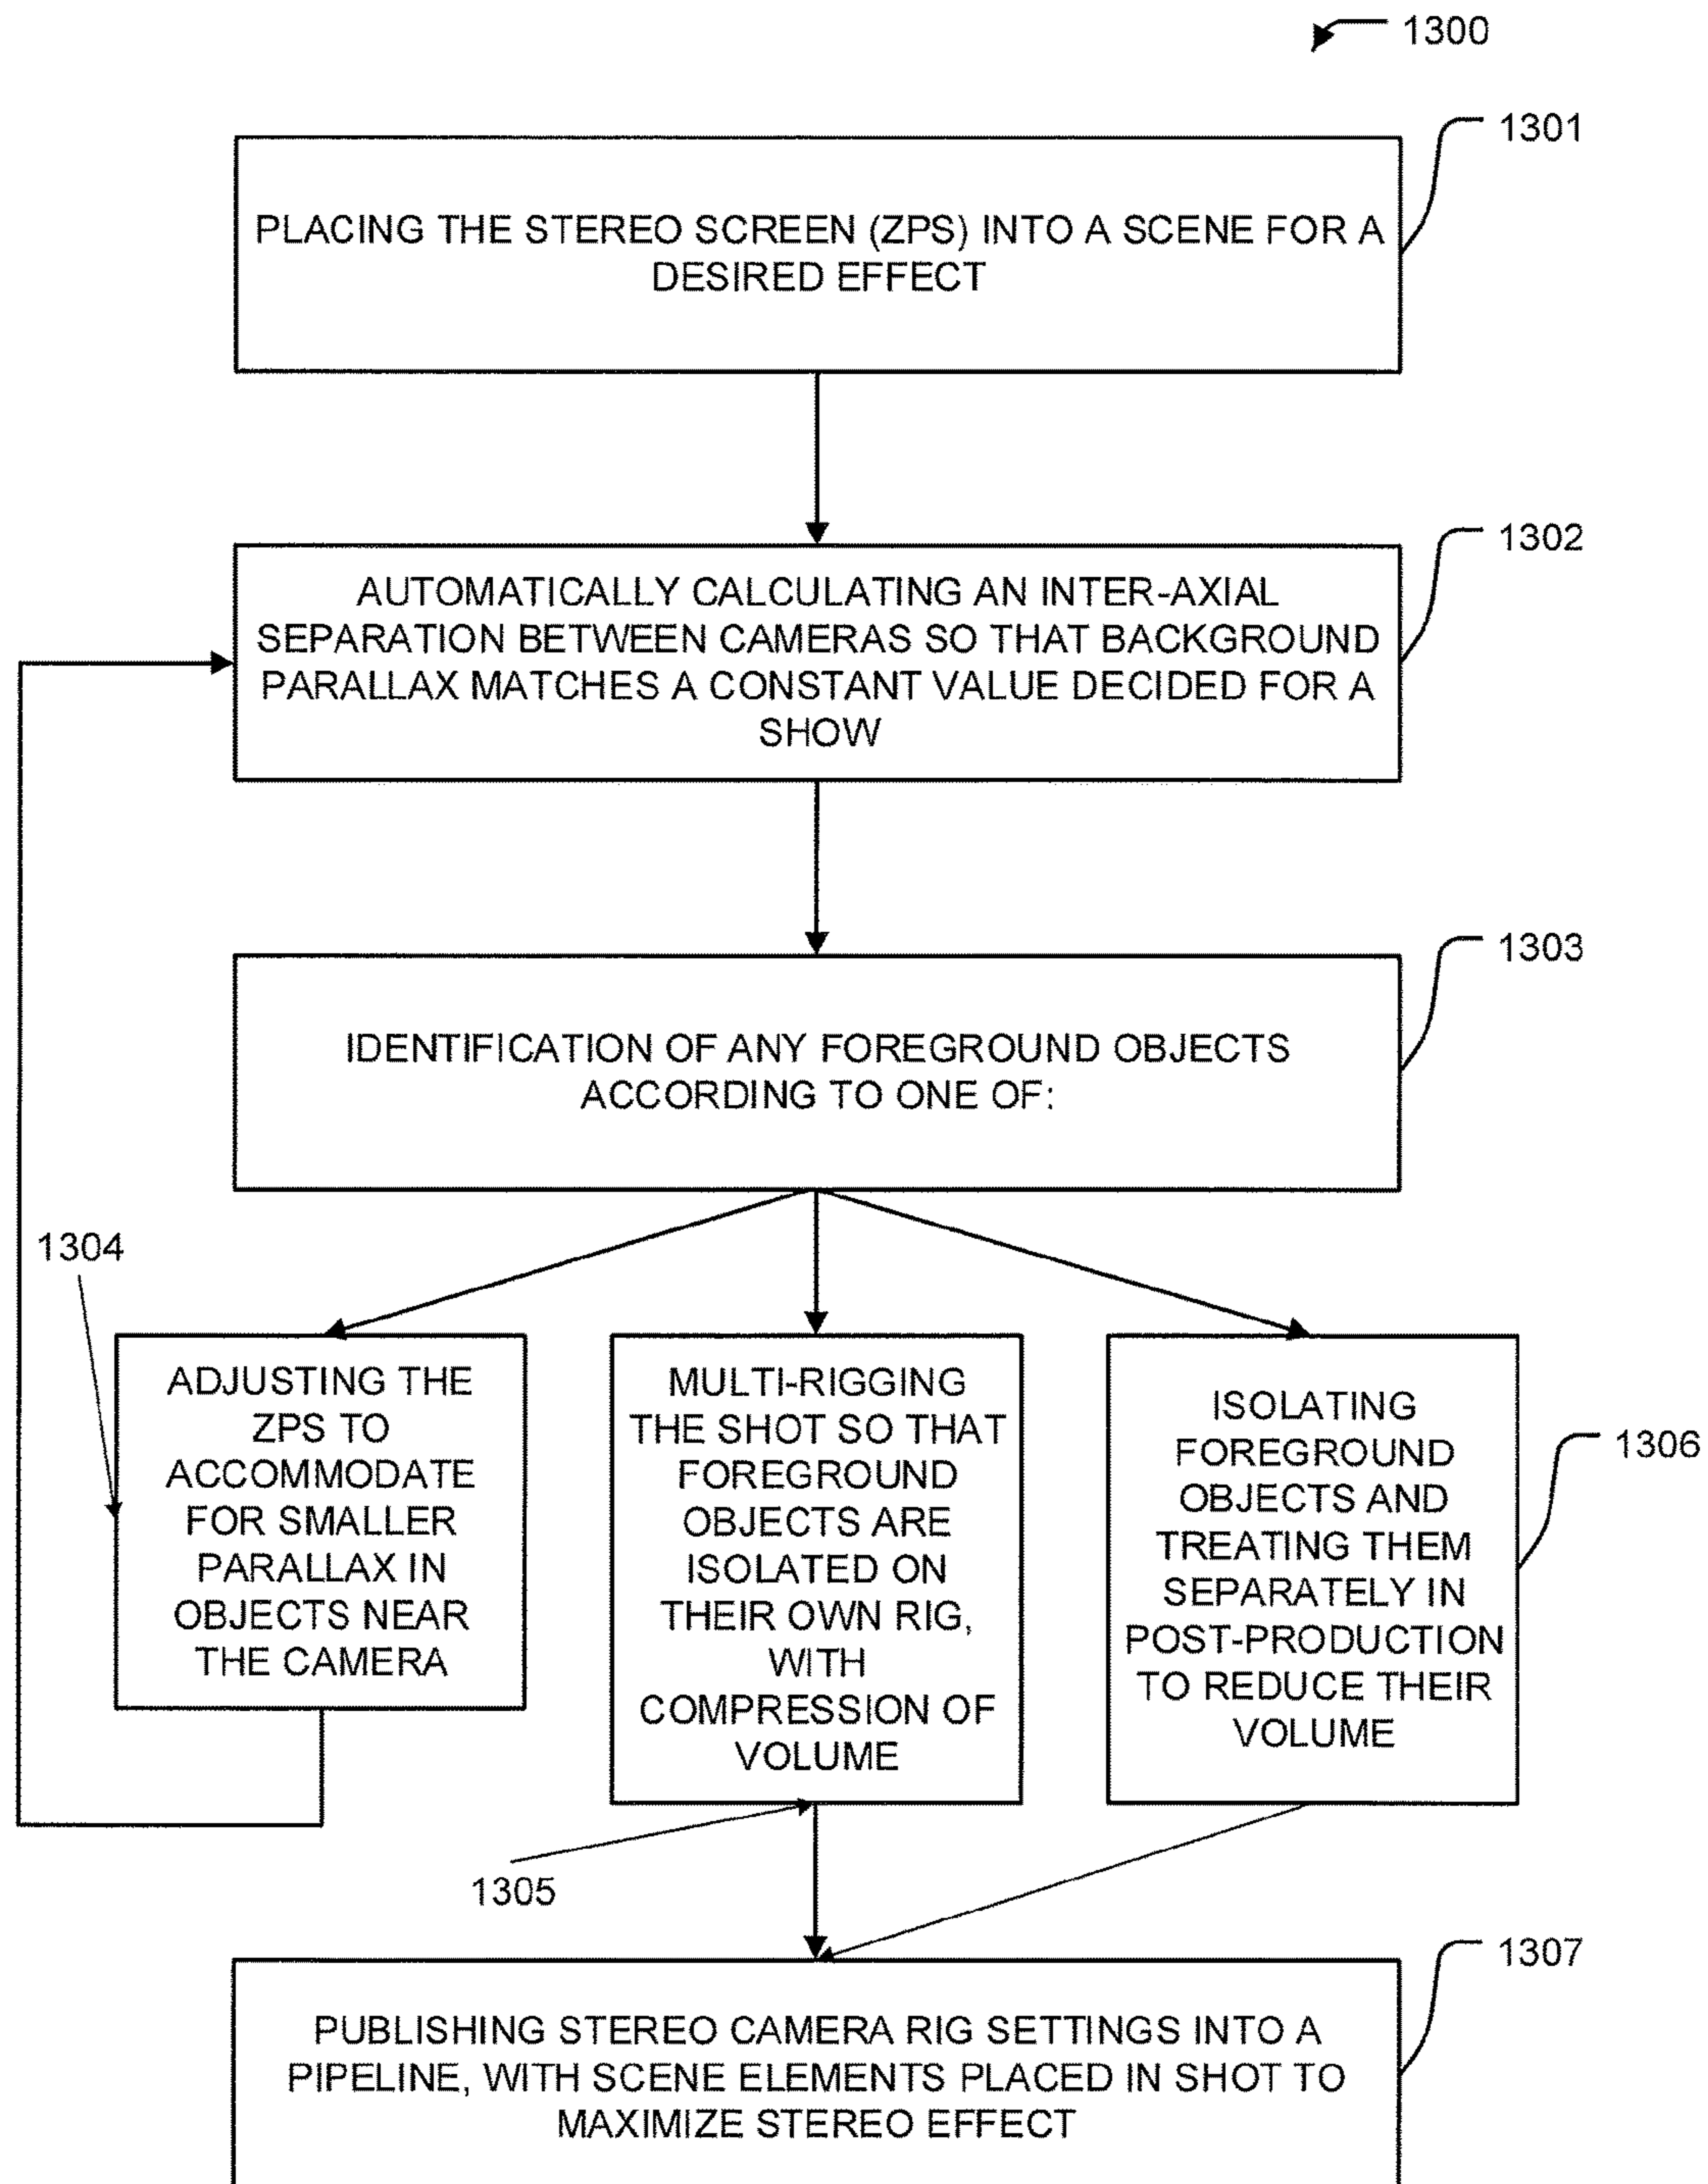 1300
1301
PLACING THE STEREO SCREEN (ZPS) INTO A SCENE FOR A
DESIRED EFFECT
1302
AUTOMATICALLY CALCULATING AN INTER-AXIAL
SEPARATION BETWEEN CAMERAS SO THAT BACKGROUND
PARALLAX MATCHES A CONSTANT VALUE DECIDED FOR A
SHOW
1303
IDENTIFICATION OF ANY FOREGROUND OBJECTS
ACCORDING TO ONE OF:
1304
ADJUSTING THE
ZPS TO
ACCOMMODATE
FOR SMALLER
PARALLAX IN
OBJECTS NEAR
THE CAMERA
MULTI-RIGGING
THE SHOT SO THAT
FOREGROUND
OBJECTS ARE
ISOLATED ON
THEIR OWN RIG,
WITH
COMPRESSION OF
VOLUME
1305
ISOLATING
FOREGROUND
OBJECTS AND
TREATING THEM
SEPARATELY IN
POST-PRODUCTION
TO REDUCE THEIR
VOLUME
1306
1307
PUBLISHING STEREO CAMERA RIG SETTINGS INTO A
PIPELINE, WITH SCENE ELEMENTS PLACED IN SHOT TO
MAXIMIZE STEREO EFFECT